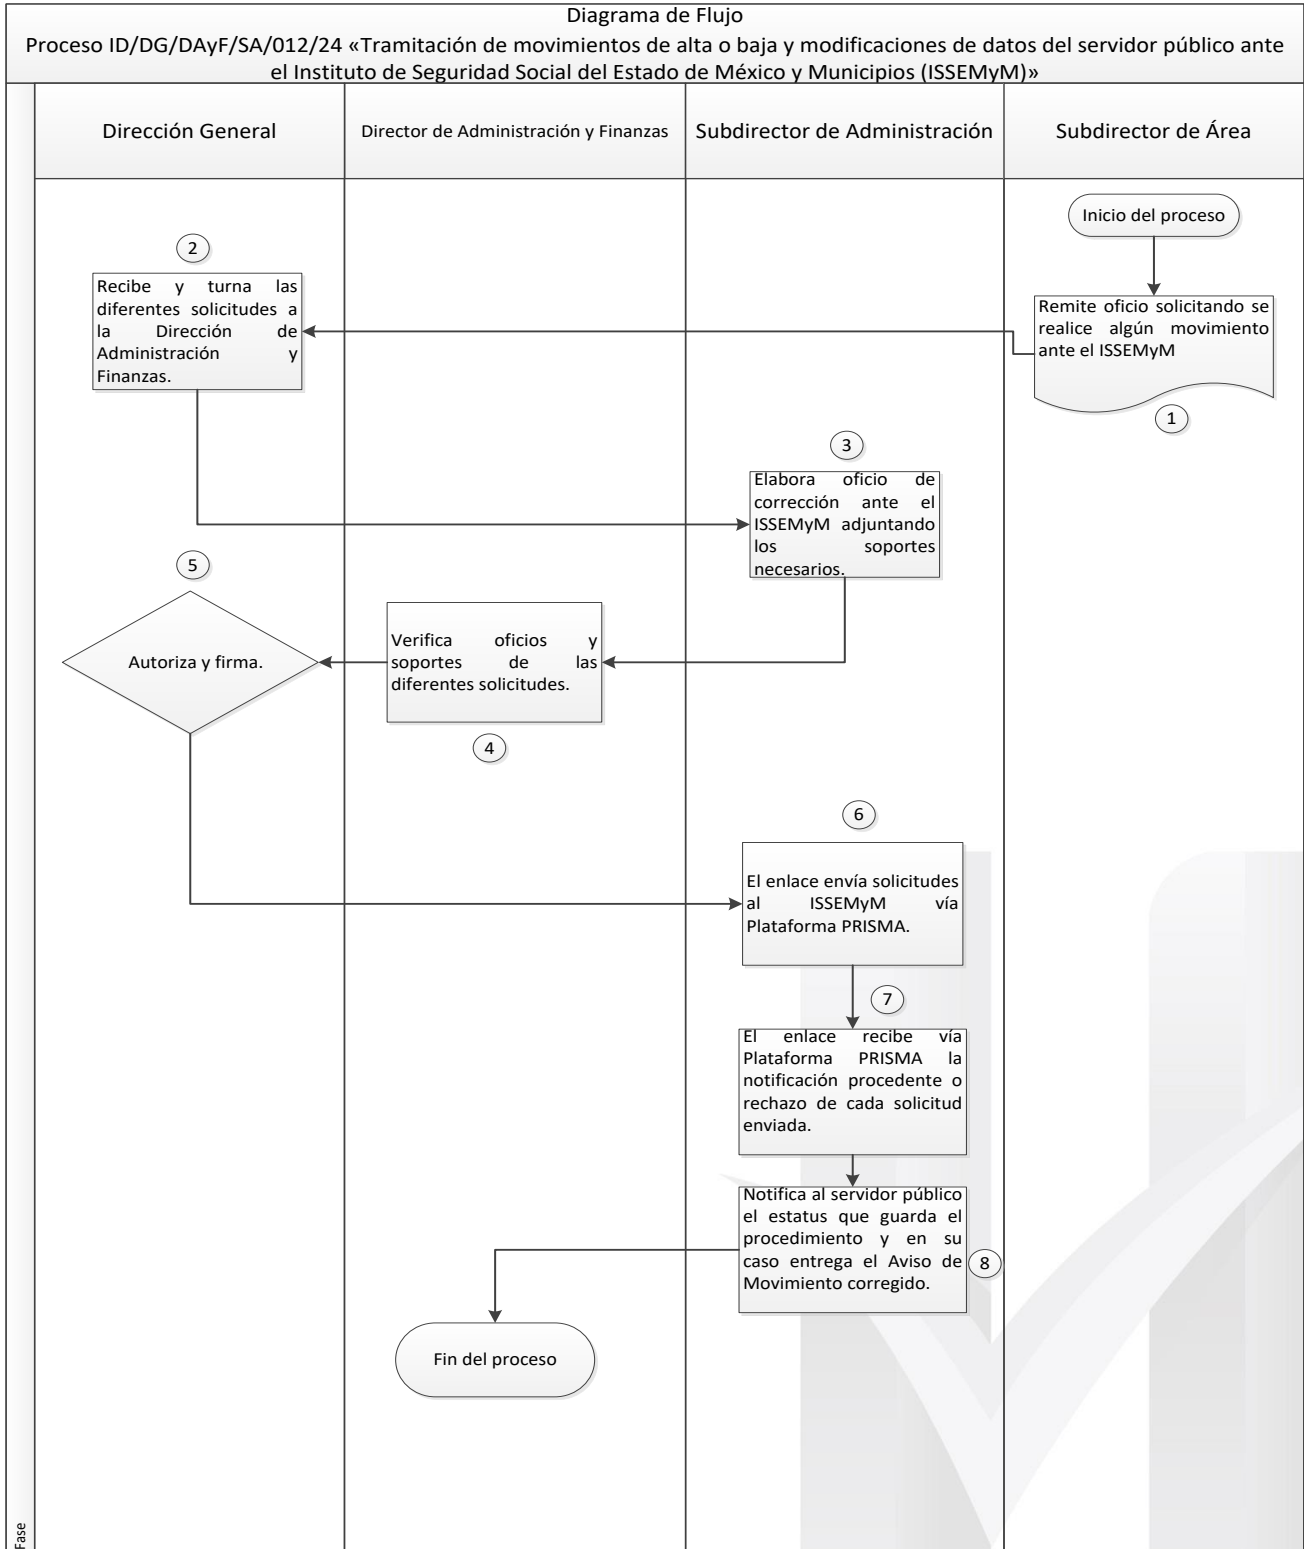 Diagrama de Flujo
Proceso ID/DG/DAyF/SA/012/24 «Tramitación de movimientos de alta o baja y modificaciones de datos del servidor público ante
el Instituto de Seguridad Social del Estado de México y Municipios (ISSEMyM)»
Dirección General
Director de Administración y Finanzas
Subdirector de Administración
Subdirector de Área
Inicio del proceso
Remite oficio solicitando se
realice algún movimiento
ante el ISSEMyM
1
2
Recibe y turna las
diferentes solicitudes a
la Dirección de
Administración y
Finanzas.
3
Elabora oficio de
corrección ante el
ISSEMyM adjuntando
los soportes
necesarios.
Verifica oficios y
soportes de las
diferentes solicitudes.
4
5
Autoriza y firma.
6
El enlace envía solicitudes
al ISSEMyM vía
Plataforma PRISMA.
7
El enlace recibe vía
Plataforma PRISMA la
notificación procedente o
rechazo de cada solicitud
enviada.
Notifica al servidor público
el estatus que guarda el
procedimiento y en su
caso entrega el Aviso de
Movimiento corregido.
8
Fin del proceso
Fase